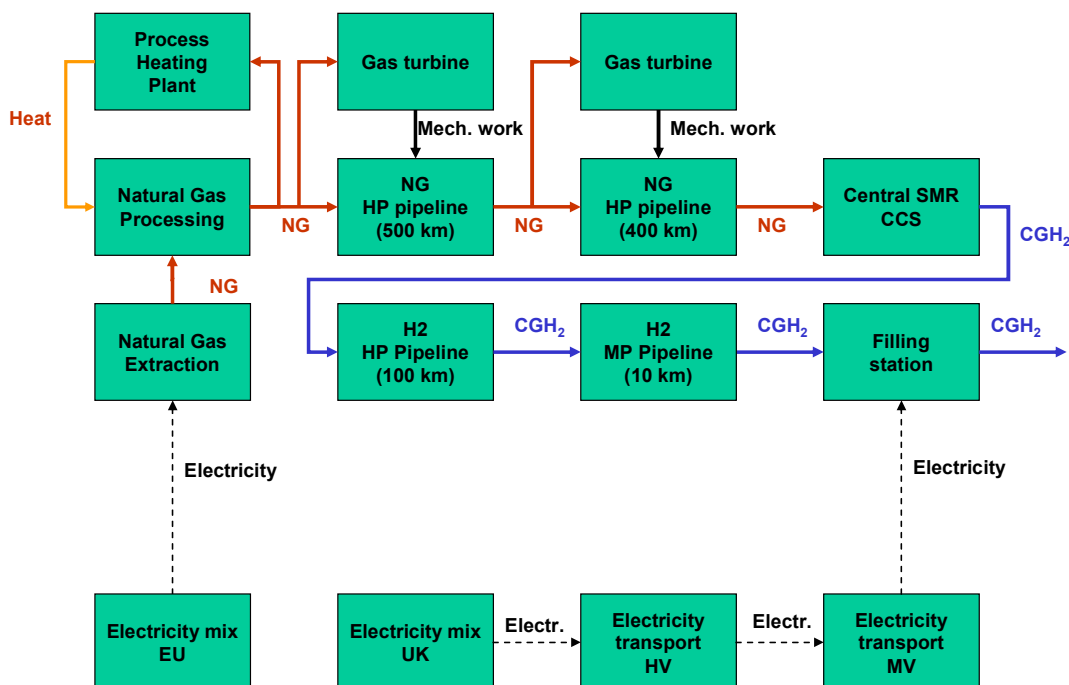 Process
Heating
Plant
Gas turbine
Gas turbine
Heat
Mech. work
Mech. work
Natural Gas
Processing
NG
NG
HP pipeline
(500 km)
NG
NG
HP pipeline
(400 km)
NG
Central SMR
CCS
CGH₂
NG
Natural Gas
Extraction
H2
HP Pipeline
(100 km)
CGH₂
H2
MP Pipeline
(10 km)
CGH₂
Filling
station
CGH₂
Electricity
Electricity
Electricity mix
EU
Electricity mix
UK
Electr.
Electricity
transport
HV
Electr.
Electricity
transport
MV